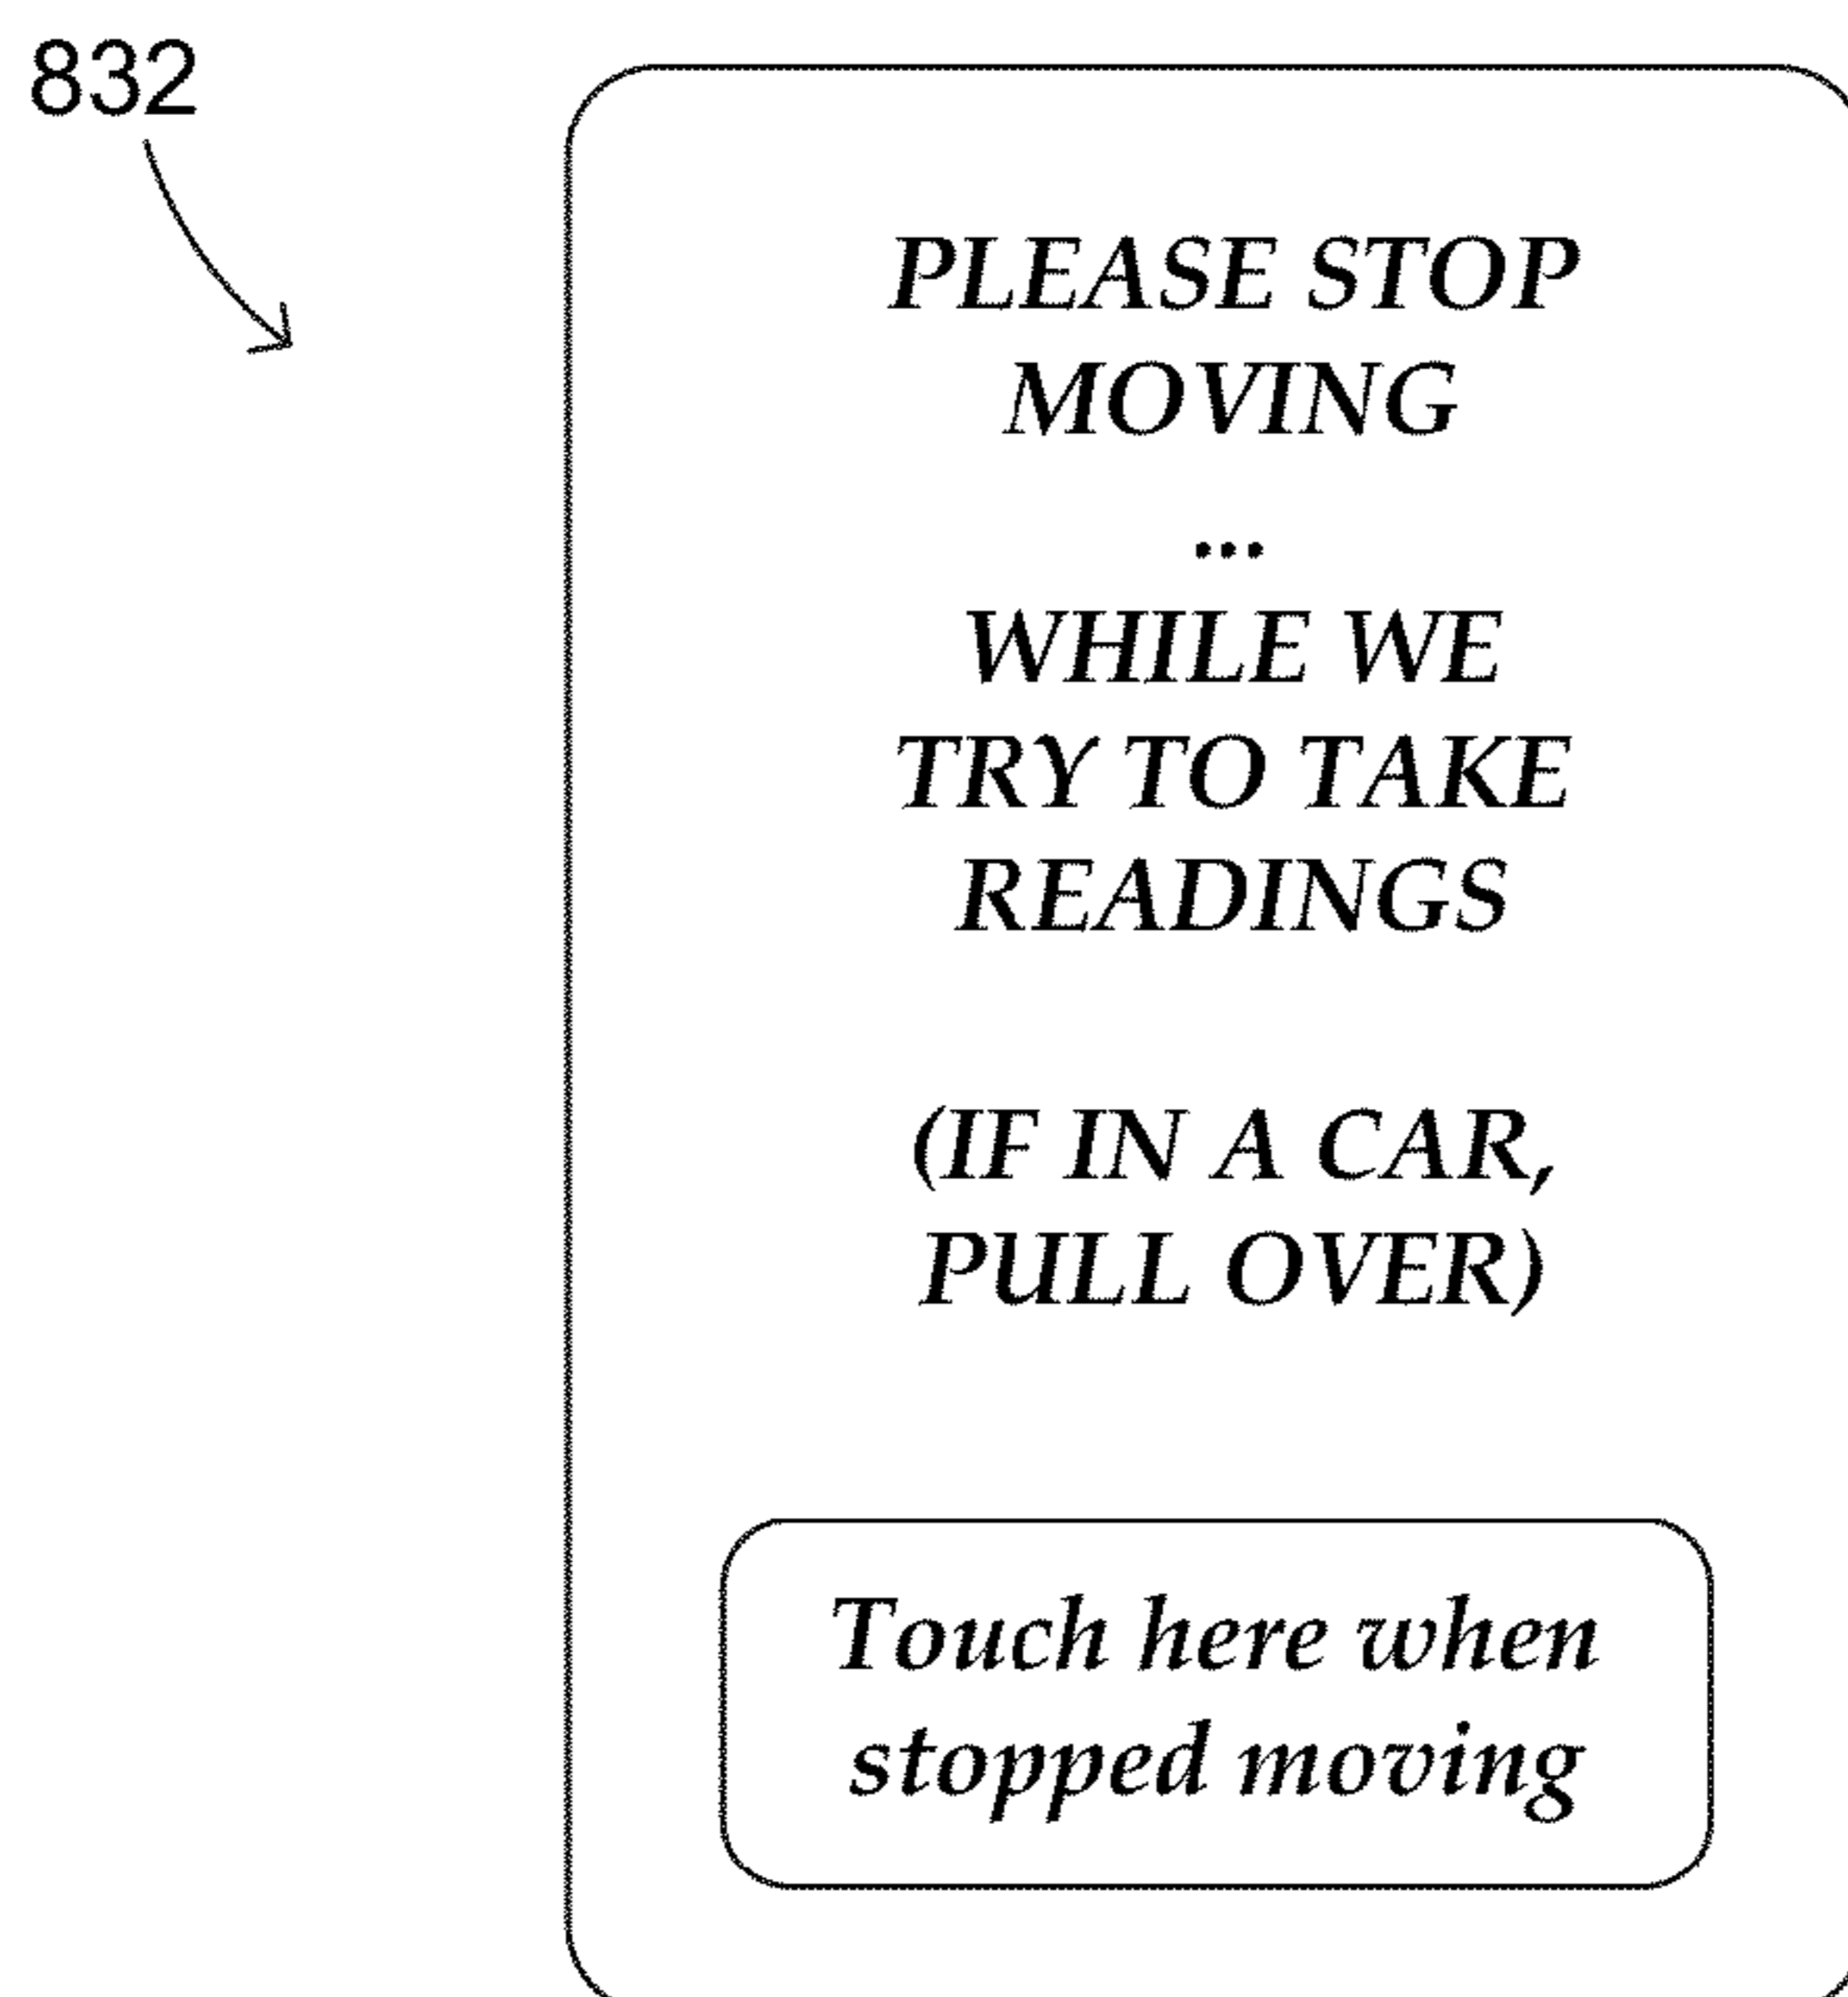 832
PLEASE STOP
MOVING
...
WHILE WE
TRY TO TAKE
READINGS
(IF IN A CAR,
PULL OVER)
Touch here when
stopped moving